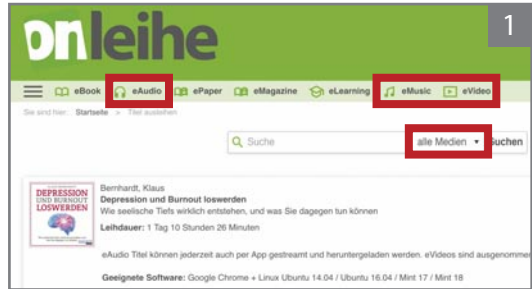 onleihe
1
eBook eAudio ePaper eMagazine eLearning eMusic eVideo
Sie sind hier: Startseite > Titel ausleihen
Suche alle Medien Suchen
DEPRESSION
UND BURNOUT
LOSWERDEN
Bernhardt, Klaus
Depression und Burnout loswerden
Wie seelische Tiefs wirklich entstehen, und was Sie dagegen tun können
Leihdauer: 1 Tag 10 Stunden 26 Minuten
eAudio Titel können jederzeit auch per App gestreamt und heruntergeladen werden. eVideos sind ausgenommen
Geeignete Software: Google Chrome + Linux Ubuntu 14.04 / Ubuntu 16.04 / Mint 17 / Mint 18